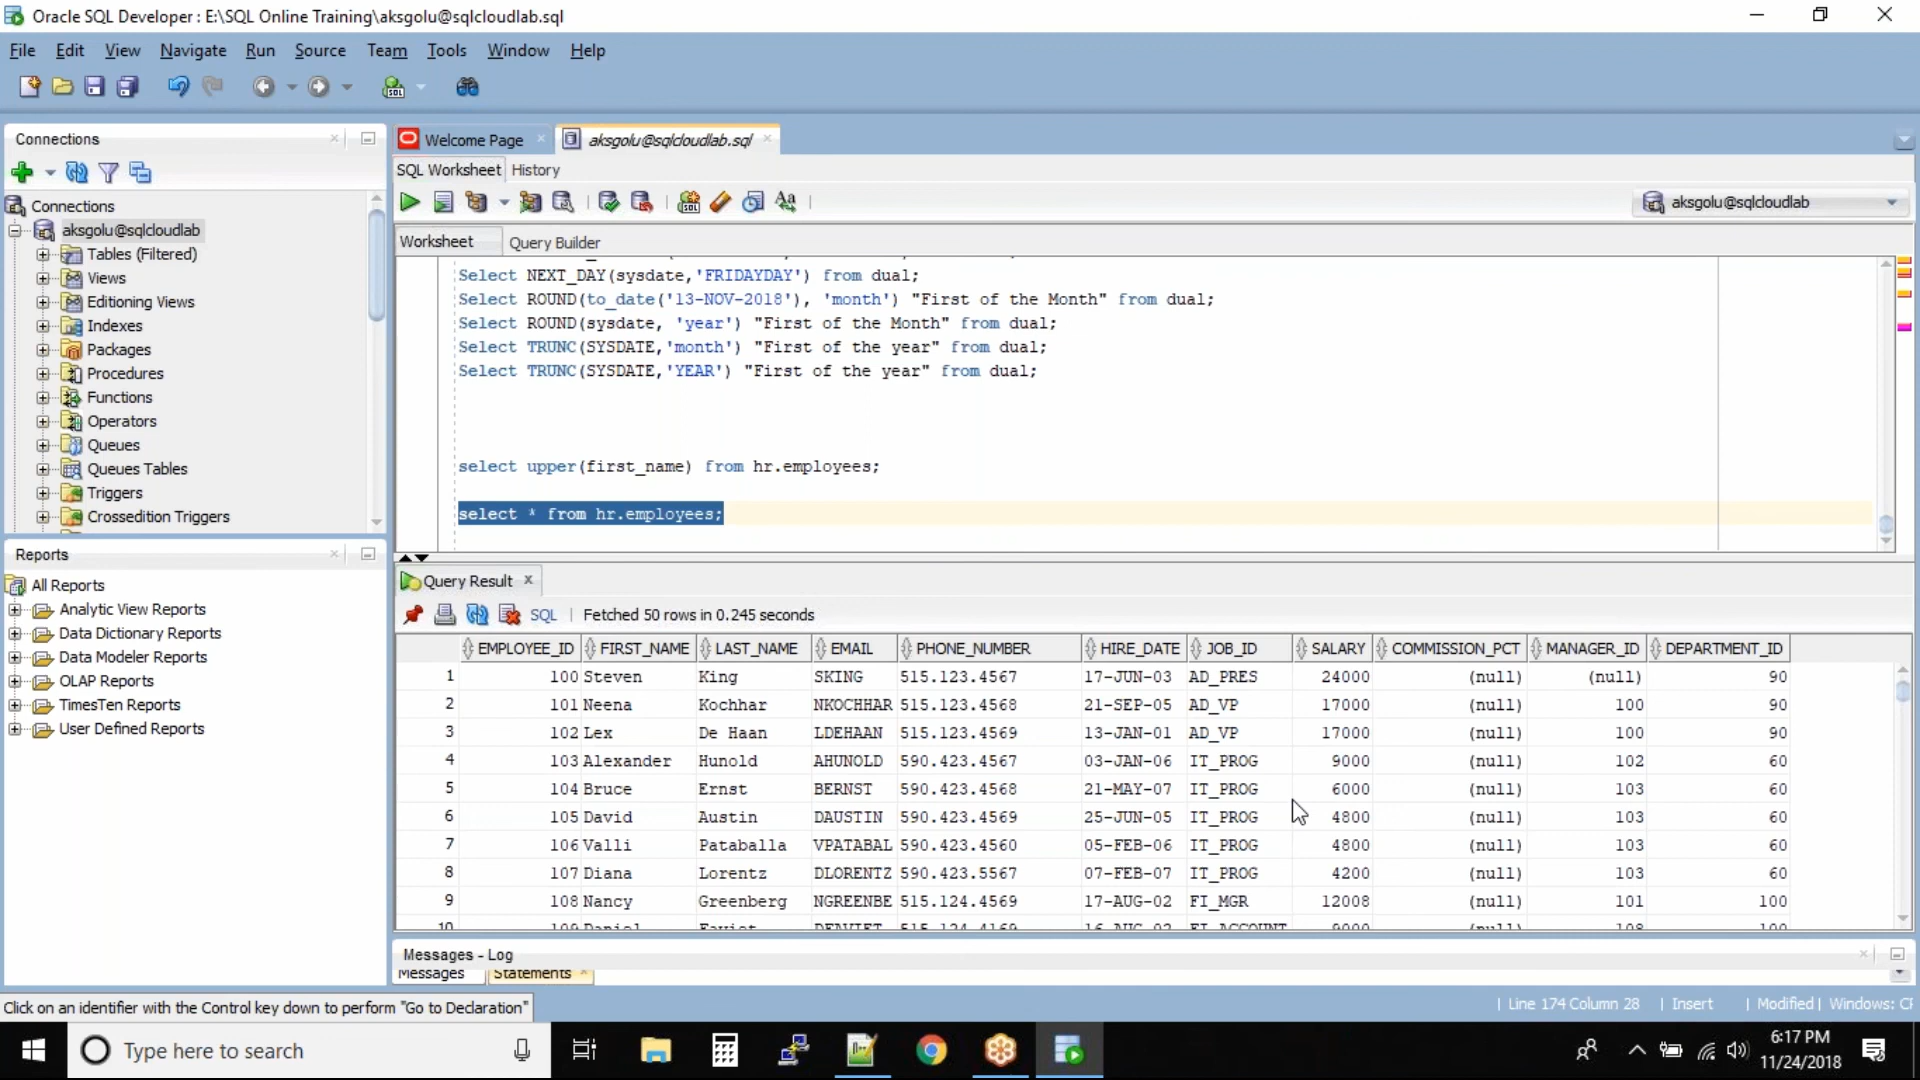 Oracle SQL Developer : E:\SQL Online Training\aksgolu@sqlcloudlab.sql
File Edit View Navigate Run Source Team Tools Window Help
Connections
Connections
aksgolu@sqlcloudlab
Tables (Filtered)
Views
Editioning Views
Indexes
Packages
Procedures
Functions
Operators
Queues
Queues Tables
Triggers
Crossedition Triggers
Reports
All Reports
Analytic View Reports
Data Dictionary Reports
Data Modeler Reports
OLAP Reports
TimesTen Reports
User Defined Reports
Welcome Page aksgolu@sqlcloudlab.sql
SQL Worksheet History
aksgolu@sqlcloudlab
Worksheet Query Builder
Select NEXT_DAY(sysdate,'FRIDAYDAY') from dual;
Select ROUND(to_date('13-NOV-2018'), 'month') "First of the Month" from dual;
Select ROUND(sysdate, 'year') "First of the Month" from dual;
Select TRUNC(SYSDATE,'month') "First of the year" from dual;
Select TRUNC(SYSDATE,'YEAR') "First of the year" from dual;
select upper(first_name) from hr.employees;
select * from hr.employees;
Query Result
SQL | Fetched 50 rows in 0.245 seconds
EMPLOYEE_ID FIRST_NAME LAST_NAME EMAIL PHONE_NUMBER HIRE_DATE JOB_ID SALARY COMMISSION_PCT MANAGER_ID DEPARTMENT_ID
1 100 Steven King SKING 515.123.4567 17-JUN-03 AD_PRES 24000 (null) (null) 90
2 101 Neena Kochhar NKOCHHAR 515.123.4568 21-SEP-05 AD_VP 17000 (null) 100 90
3 102 Lex De Haan LDEHAAN 515.123.4569 13-JAN-01 AD_VP 17000 (null) 100 90
4 103 Alexander Hunold AHUNOLD 590.423.4567 03-JAN-06 IT_PROG 9000 (null) 102 60
5 104 Bruce Ernst BERNST 590.423.4568 21-MAY-07 IT_PROG 6000 (null) 103 60
6 105 David Austin DAUSTIN 590.423.4569 25-JUN-05 IT_PROG 4800 (null) 103 60
7 106 Valli Pataballa VPATABAL 590.423.4560 05-FEB-06 IT_PROG 4800 (null) 103 60
8 107 Diana Lorentz DLORENTZ 590.423.5567 07-FEB-07 IT_PROG 4200 (null) 103 60
9 108 Nancy Greenberg NGREENBE 515.124.4569 17-AUG-02 FI_MGR 12008 (null) 101 100
10 109 Daniel Faviet DFAVIET 515.124.4169 16-AUG-02 FI_ACCOUNT 9000 (null) 108 100
Messages - Log
Messages Statements
Click on an identifier with the Control key down to perform "Go to Declaration"
| Line 174 Column 28 | Insert | Modified | Windows: CF
Type here to search
6:17 PM
11/24/2018